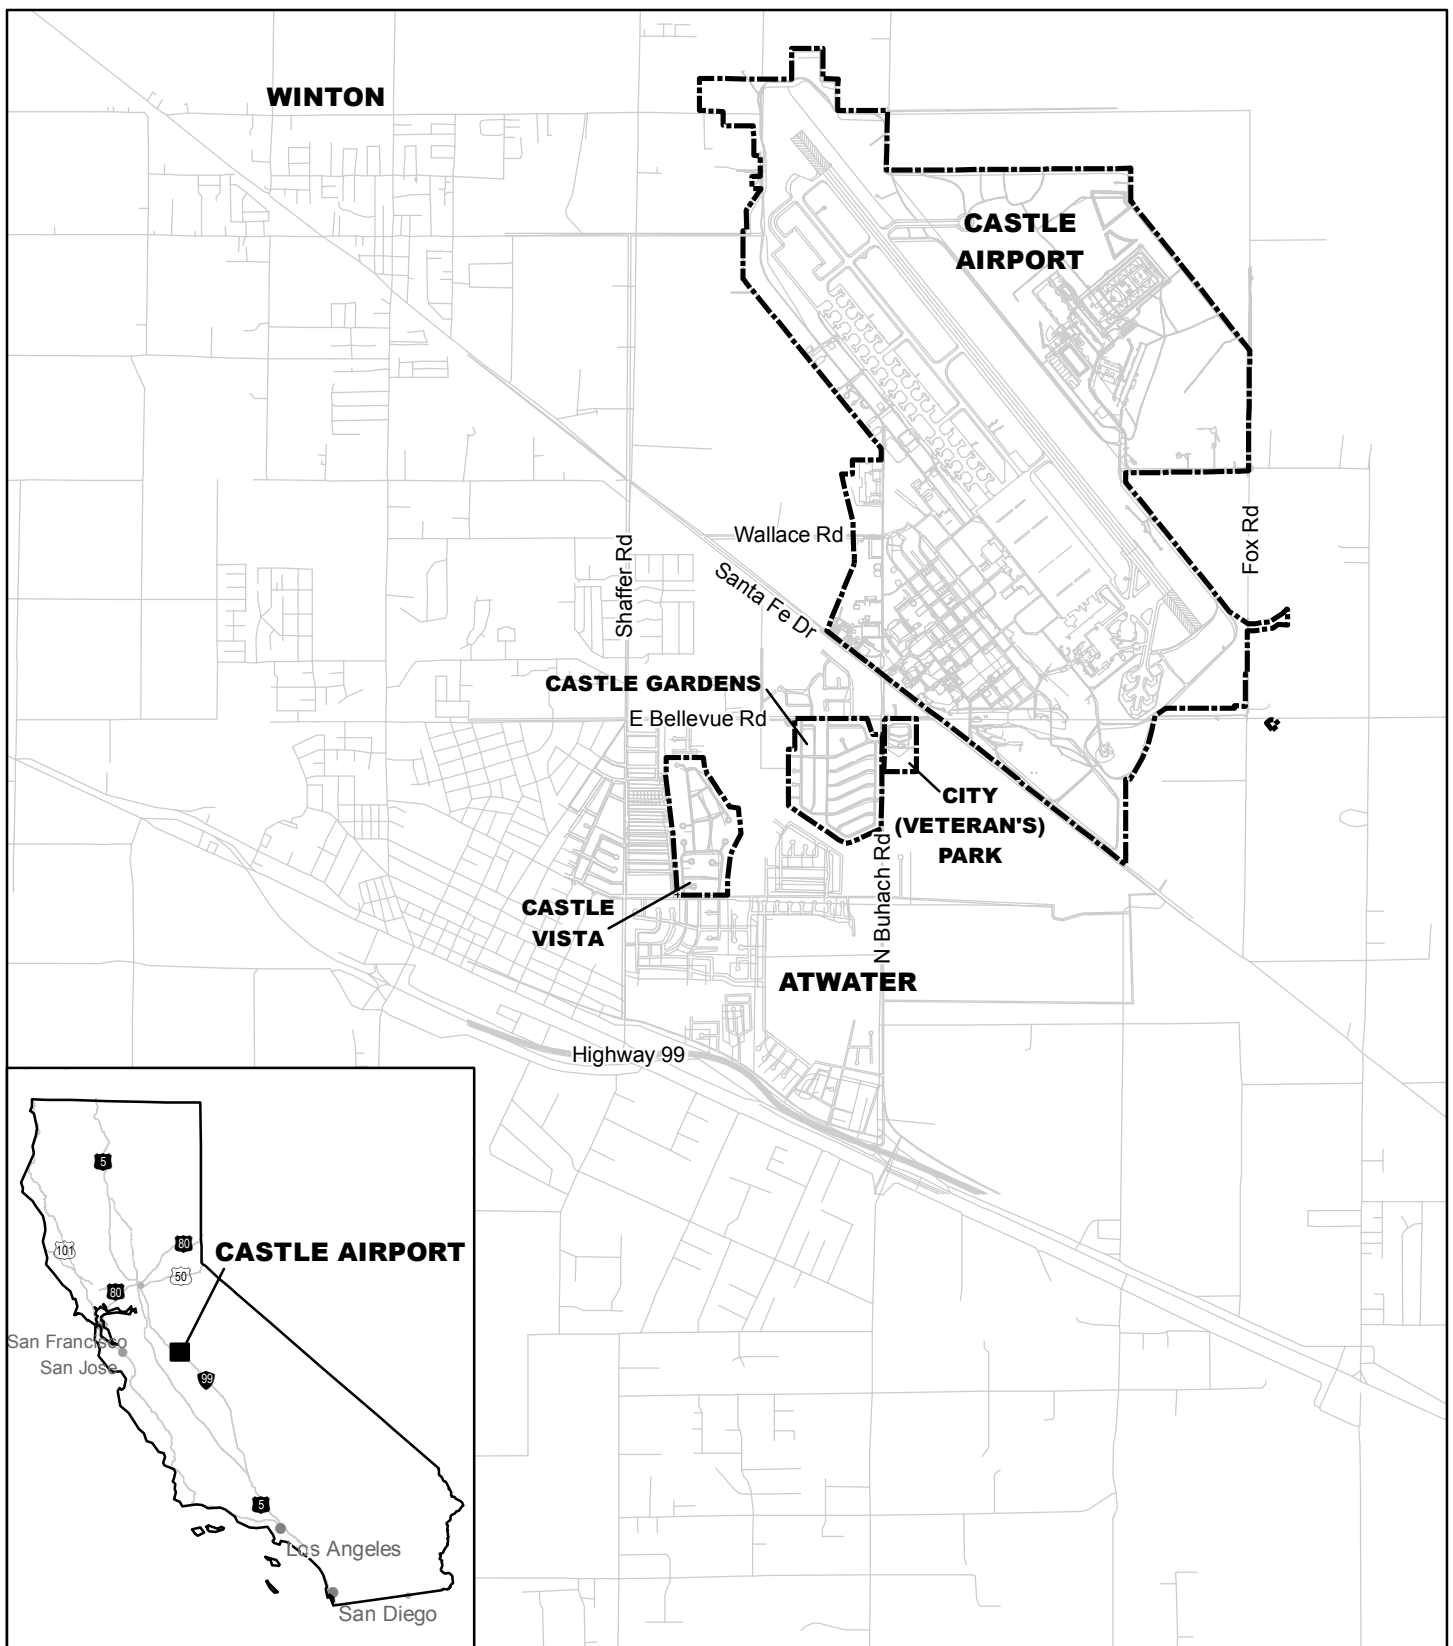 WINTON
CASTLE
AIRPORT
Wallace Rd
Shaffer Rd
Fox Rd
Santa Fe Dr
CASTLE GARDENS
E Bellevue Rd
CITY
(VETERAN'S)
PARK
N Buhach Rd
CASTLE
VISTA
ATWATER
Highway 99
5
80
101
CASTLE AIRPORT
50
80
San Francisco
San Jose
99
5
Los Angeles
San Diego